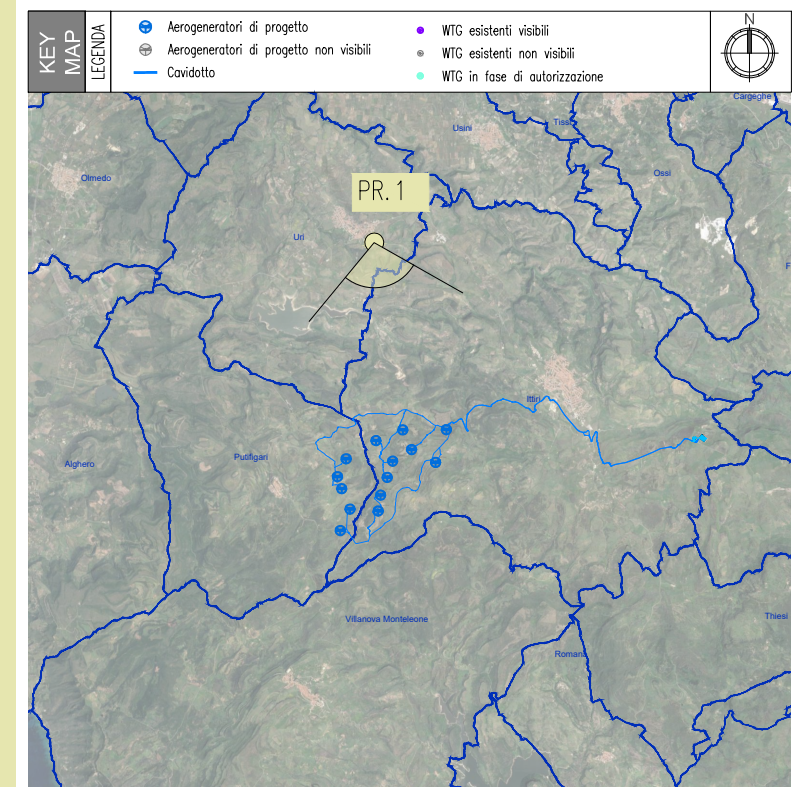 KEY
MAP
LEGENDA
Aerogeneratori di progetto
Aerogeneratori di progetto non visibili
Cavidotto
WTG esistenti visibili
WTG esistenti non visibili
WTG in fase di autorizzazione
N
Cargeghe
Usini
Tissi
Ossi
Olmedo
PR.1
Uri
F
Ittiri
Alghero
Putifigari
Villanova Monteleone
Thiesi
Romana